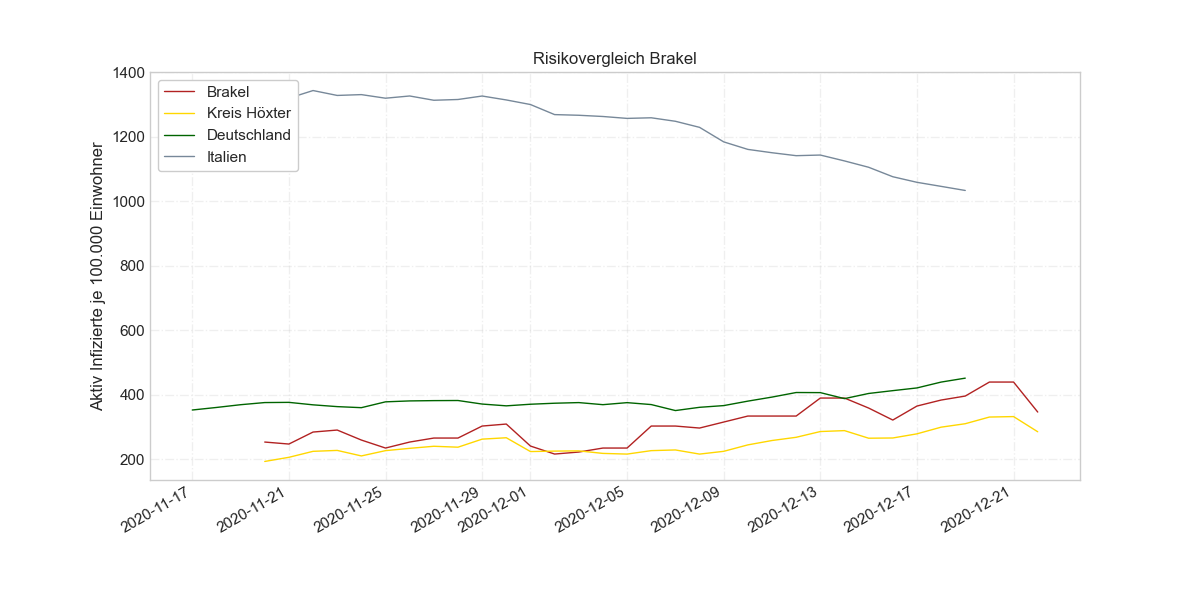 Risikovergleich Brakel
Aktiv Infizierte je 100.000 Einwohner
1400
1200
1000
800
600
400
200
Brakel
Kreis Höxter
Deutschland
Italien
2020-11-17
2020-11-21
2020-11-25
2020-11-29
2020-12-01
2020-12-05
2020-12-09
2020-12-13
2020-12-17
2020-12-21